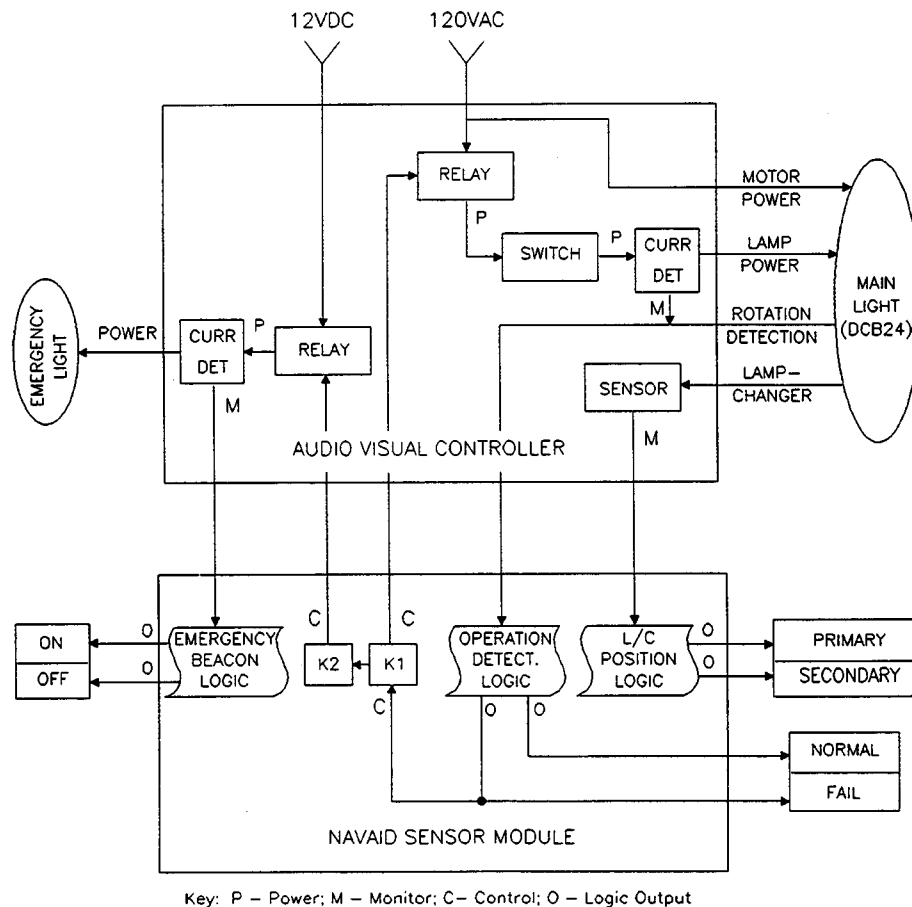 12VDC
120VAC
RELAY
MOTOR
POWER
P
SWITCH
P
CURR
DET
LAMP
POWER
MAIN
LIGHT
(DCB24)
M
ROTATION
DETECTION
EMERGENCY
LIGHT
POWER
CURR
DET
P
RELAY
M
SENSOR
LAMP-
CHANGER
M
AUDIO VISUAL CONTROLLER
ON
OFF
O
O
EMERGENCY
BEACON
LOGIC
C
K2
C
K1
C
OPERATION
DETECT.
LOGIC
O
O
L/C
POSITION
LOGIC
O
O
PRIMARY
SECONDARY
NORMAL
FAIL
NAVAID SENSOR MODULE
Key: P – Power; M – Monitor; C– Control; O – Logic Output